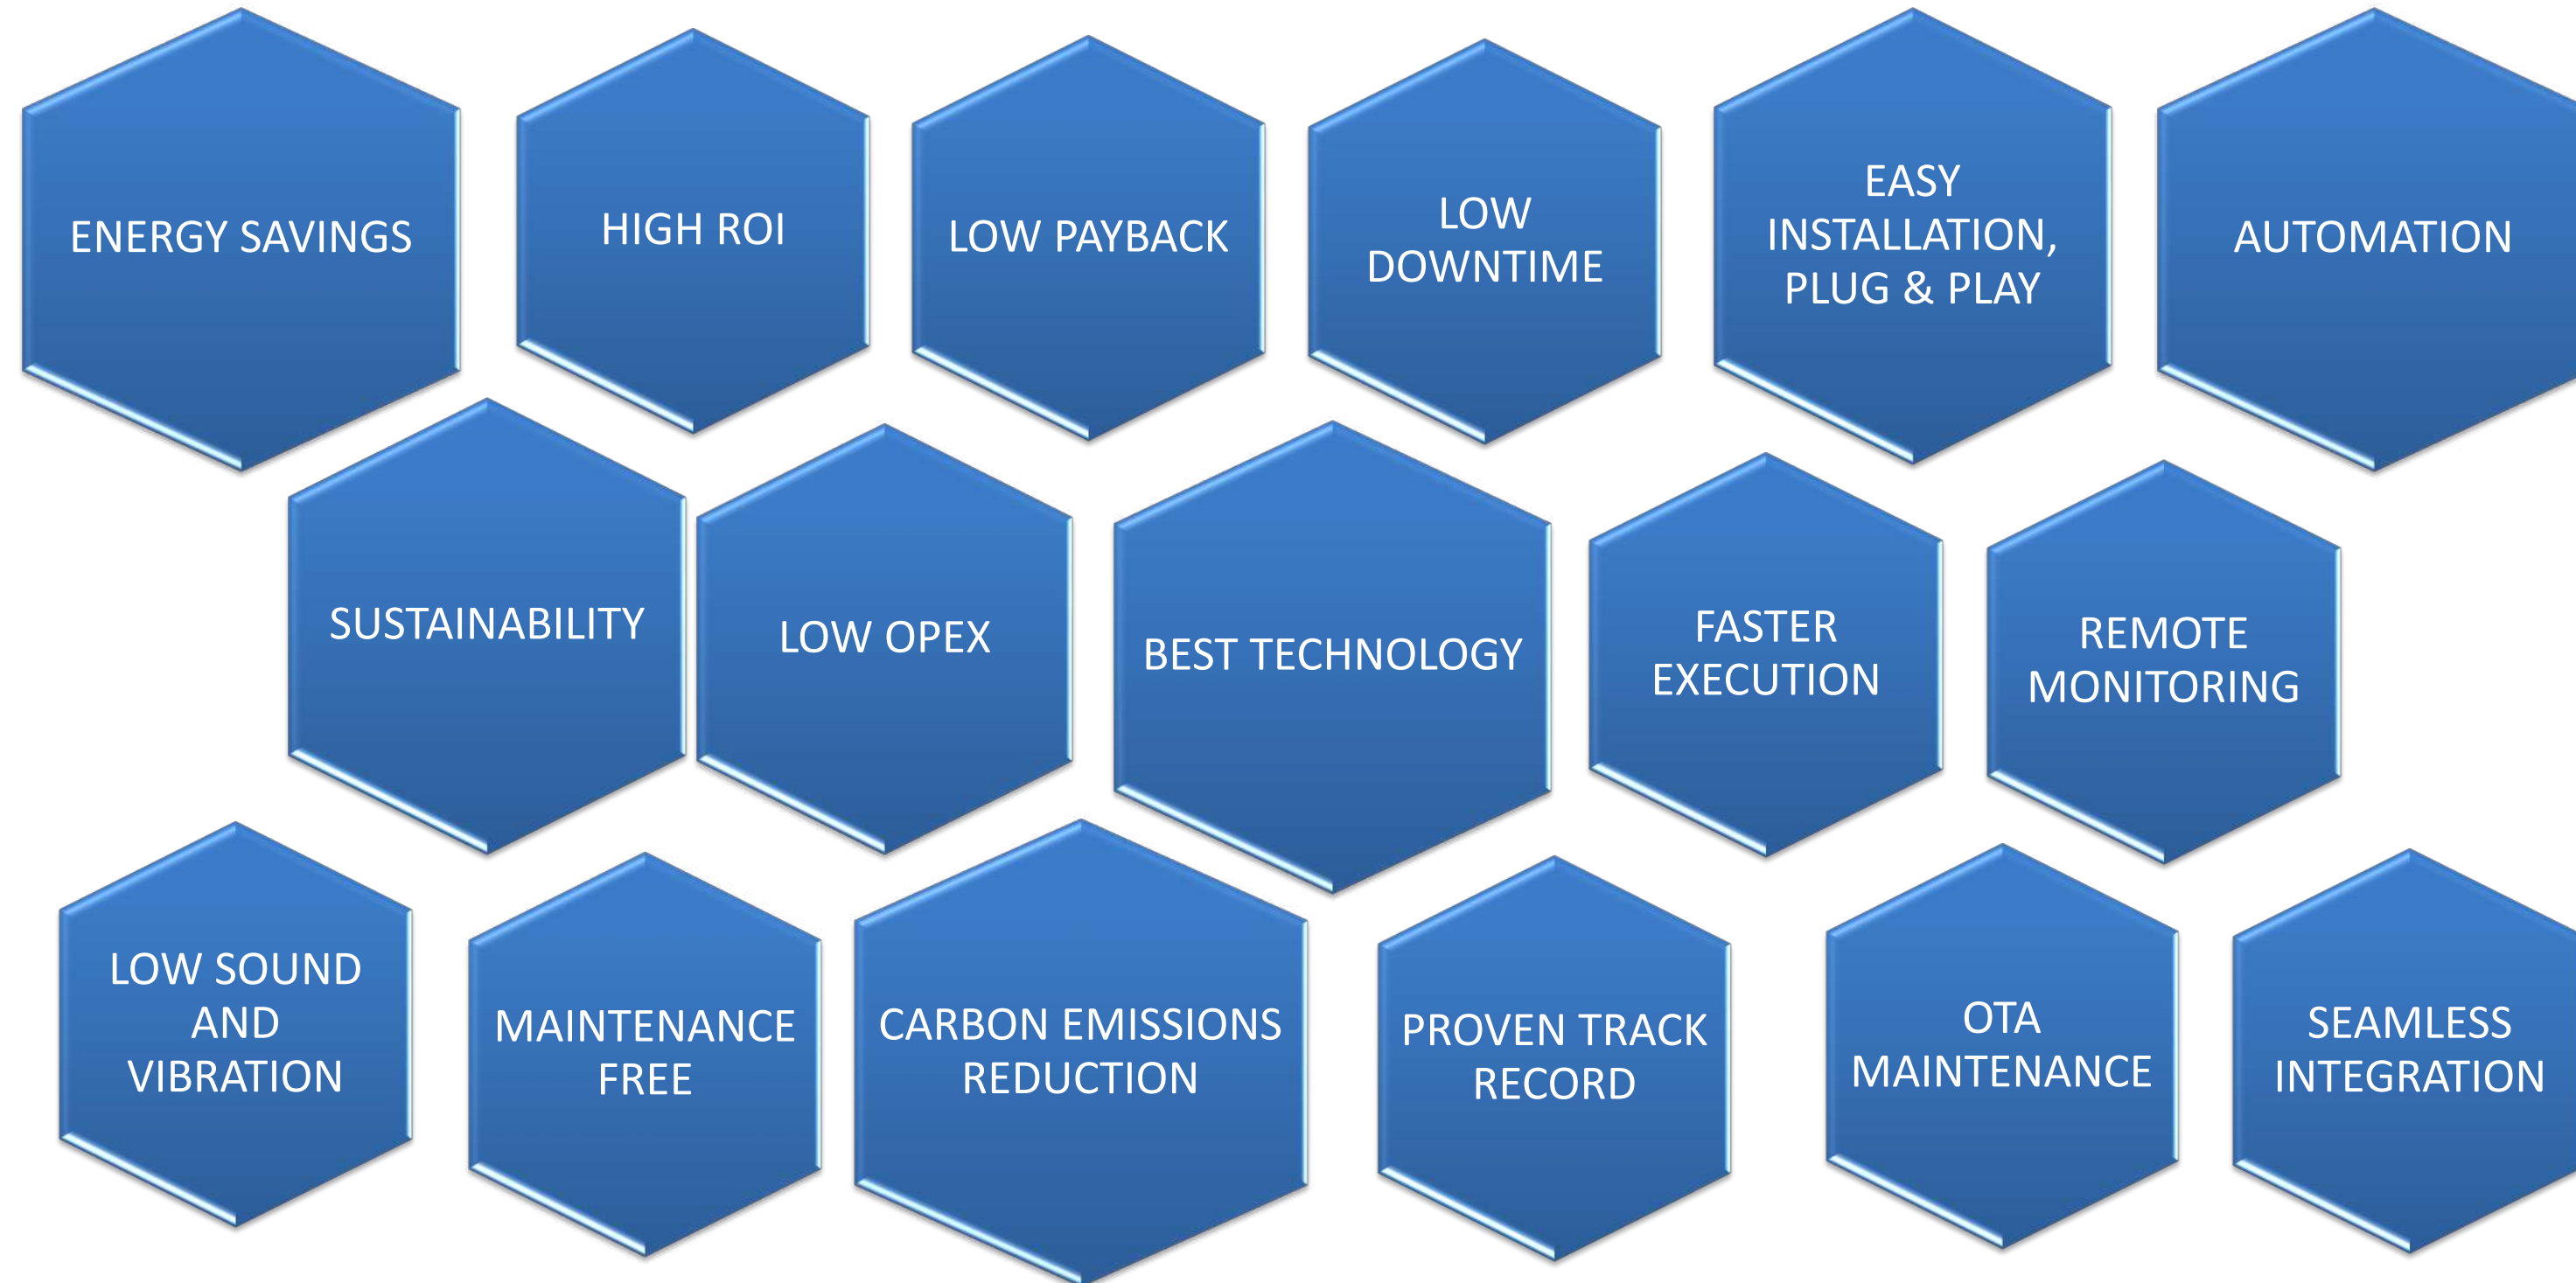 ENERGY SAVINGS
HIGH ROI
LOW PAYBACK
LOW
DOWNTIME
EASY
INSTALLATION,
PLUG & PLAY
AUTOMATION
SUSTAINABILITY
LOW OPEX
BEST TECHNOLOGY
FASTER
EXECUTION
REMOTE
MONITORING
LOW SOUND
AND
VIBRATION
MAINTENANCE
FREE
CARBON EMISSIONS
REDUCTION
PROVEN TRACK
RECORD
OTA
MAINTENANCE
SEAMLESS
INTEGRATION